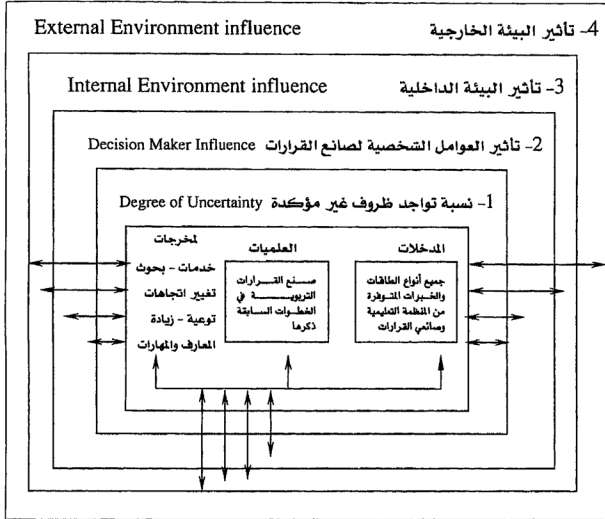 4- تأثير البيئة الخارجية External Environment influence
3- تأثير البيئة الداخلية Internal Environment influence
2- تأثير العوامل الشخصية لصانع القرارات Decision Maker Influence
1- نسبة تواجد ظروف غير مؤكدة Degree of Uncertainty
المدخلات
جميع أنواع الطاقات
والخبرات المتوفرة
من المنظمة التعليمية
وصانعي القرارات
العلميات
صنع القرارات
التربوية في
الخطوات السابقة
ذكرها
لمخرجات
خدمات - بحوث
تغيير اتجاهات
توعية - زيادة
المعارف والمهارات